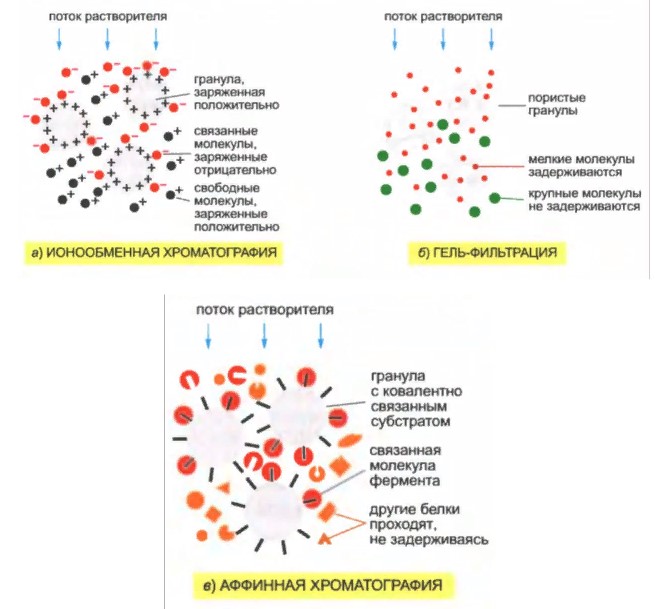 поток растворителя
гранула,
заряженная
положительно
связанные
молекулы,
заряженные
отрицательно
свободные
молекулы,
заряженные
положительно
а) ИОНООБМЕННАЯ ХРОМАТОГРАФИЯ
поток растворителя
пористые
гранулы
мелкие молекулы
задерживаются
крупные молекулы
не задерживаются
б) ГЕЛЬ-ФИЛЬТРАЦИЯ
поток растворителя
гранула
с ковалентно
связанным
субстратом
связанная
молекула
фермента
другие белки
проходят,
не задерживаясь
в) АФФИННАЯ ХРОМАТОГРАФИЯ